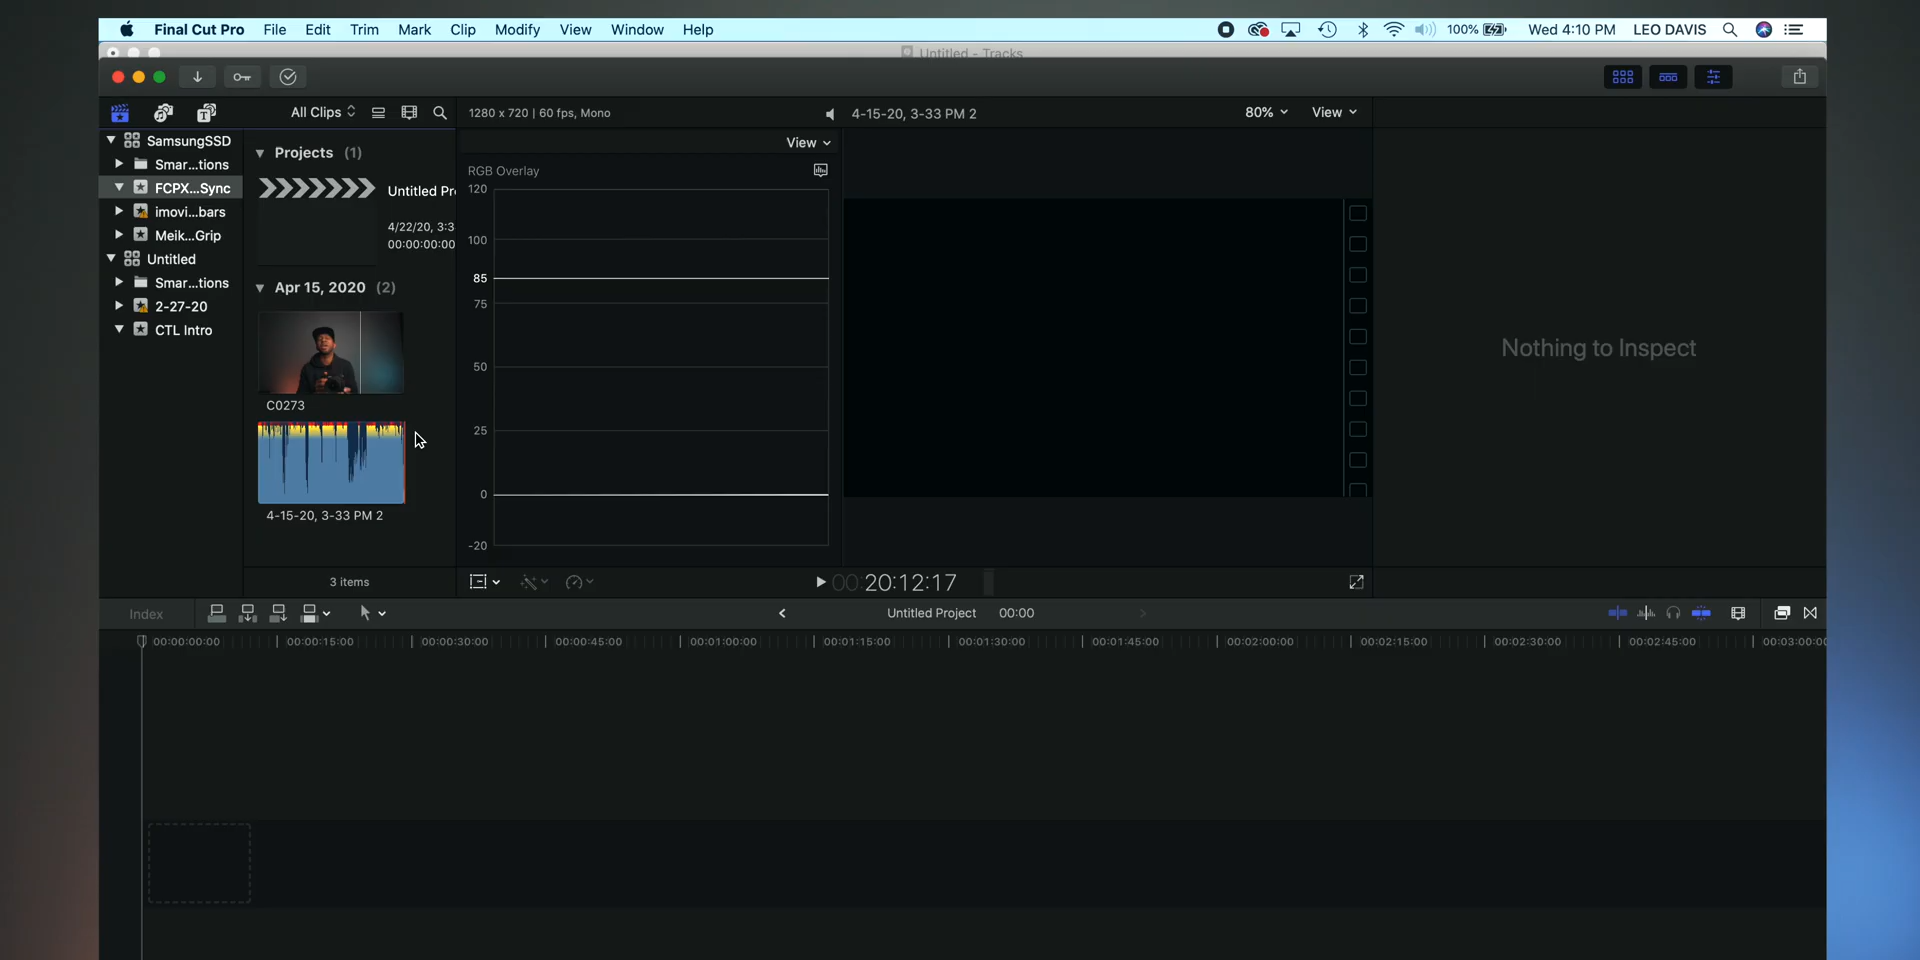 Final Cut Pro File Edit Trim Mark Clip Modify View Window Help 100% Wed 4:10 PM LEO DAVIS
Untitled - Tracks
All Clips 1280 x 720 | 60 fps, Mono 4-15-20, 3-33 PM 2 80% View
SamsungSSD
Smar...tions
FCPX...Sync
imovi...bars
Meik...Grip
Untitled
Smar...tions
2-27-20
CTL Intro
Projects (1)
Untitled Pr
4/22/20, 3:3
00:00:00:00
Apr 15, 2020 (2)
C0273
4-15-20, 3-33 PM 2
3 items
View
RGB Overlay
120
100
85
75
50
25
0
-20
Nothing to Inspect
00:20:12:17
Index Untitled Project 00:00
00:00:00:00 00:00:15:00 00:00:30:00 00:00:45:00 00:01:00:00 00:01:15:00 00:01:30:00 00:01:45:00 00:02:00:00 00:02:15:00 00:02:30:00 00:02:45:00 00:03:00:0